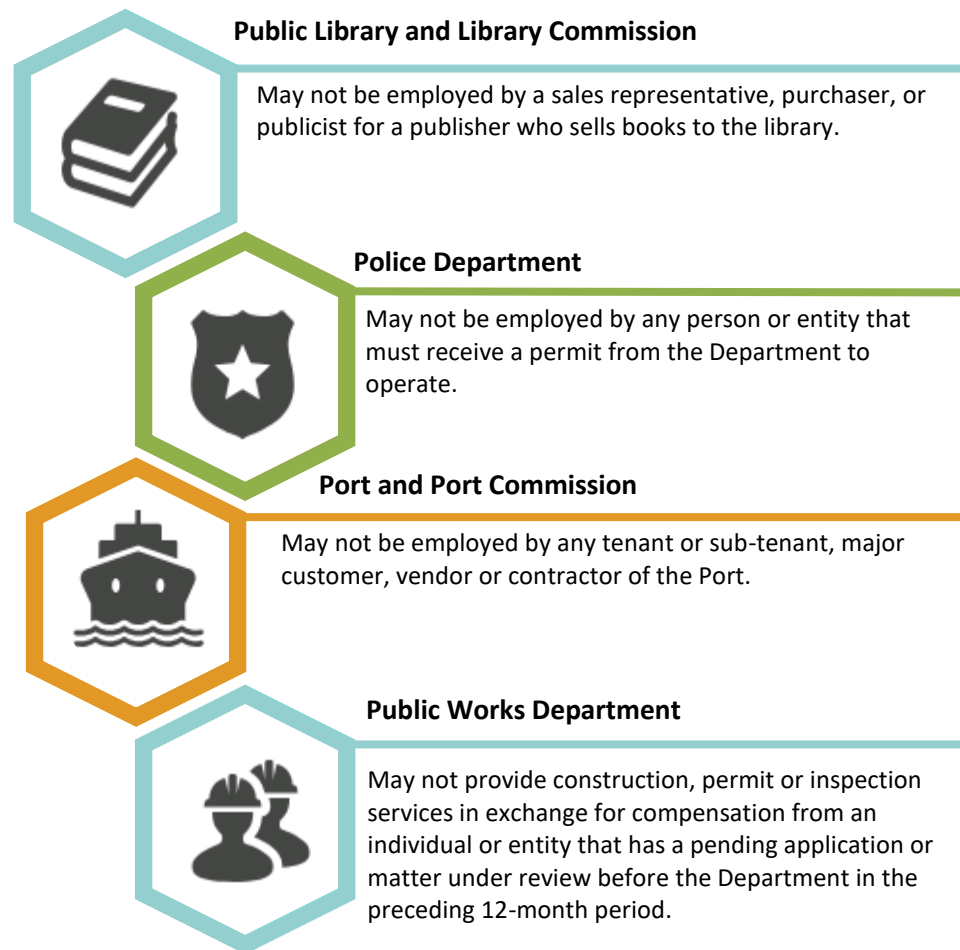 Public Library and Library Commission
May not be employed by a sales representative, purchaser, or
publicist for a publisher who sells books to the library.
Police Department
May not be employed by any person or entity that
must receive a permit from the Department to
operate.
Port and Port Commission
May not be employed by any tenant or sub-tenant, major
customer, vendor or contractor of the Port.
Public Works Department
May not provide construction, permit or inspection
services in exchange for compensation from an
individual or entity that has a pending application or
matter under review before the Department in the
preceding 12-month period.